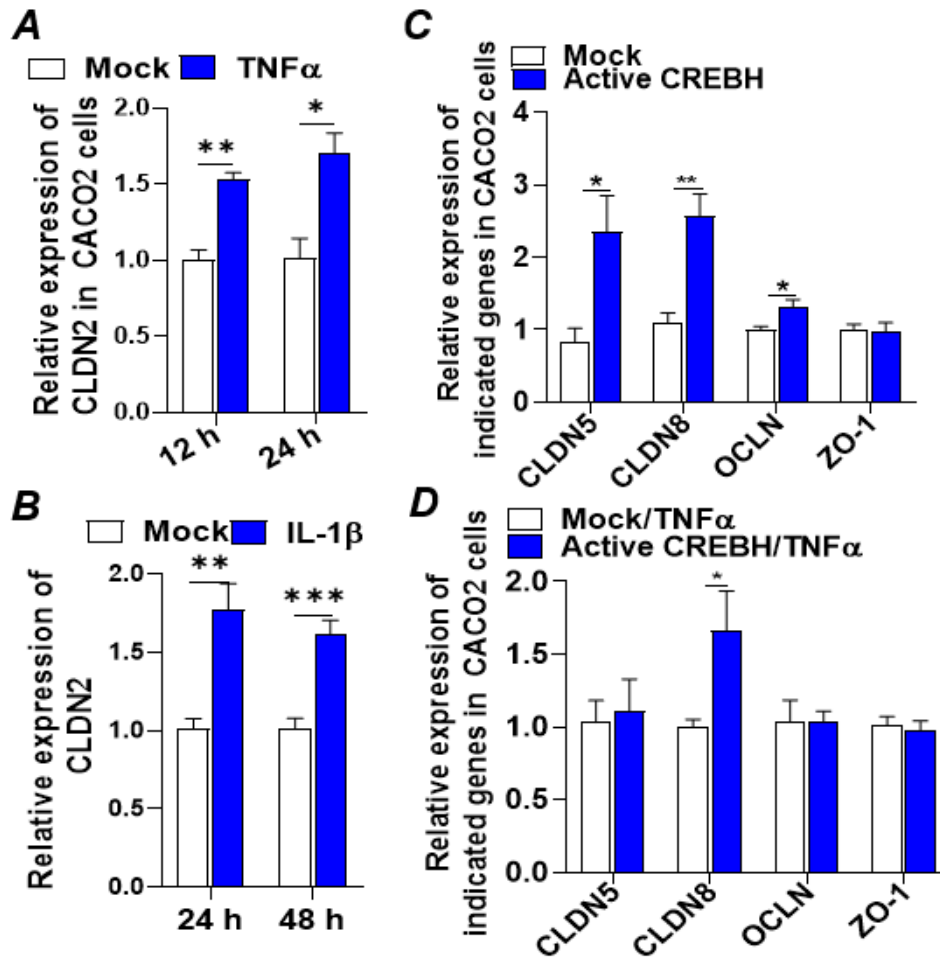 A
Mock TNFα
Relative expression of
CLDN2 in CACO2 cells
2.0
1.5
1.0
0.5
0.0
**
*
12 h
24 h
B
Mock IL-1β
Relative expression of
CLDN2
2.0
1.5
1.0
0.5
0.0
**
***
24 h
48 h
C
Mock
Active CREBH
Relative expression of
indicated genes in CACO2 cells
4
3
2
1
0
*
**
*
CLDN5
CLDN8
OCLN
ZO-1
D
Mock/TNFα
Active CREBH/TNFα
Relative expression of
indicated genes in CACO2 cells
2.0
1.5
1.0
0.5
0.0
*
CLDN5
CLDN8
OCLN
ZO-1